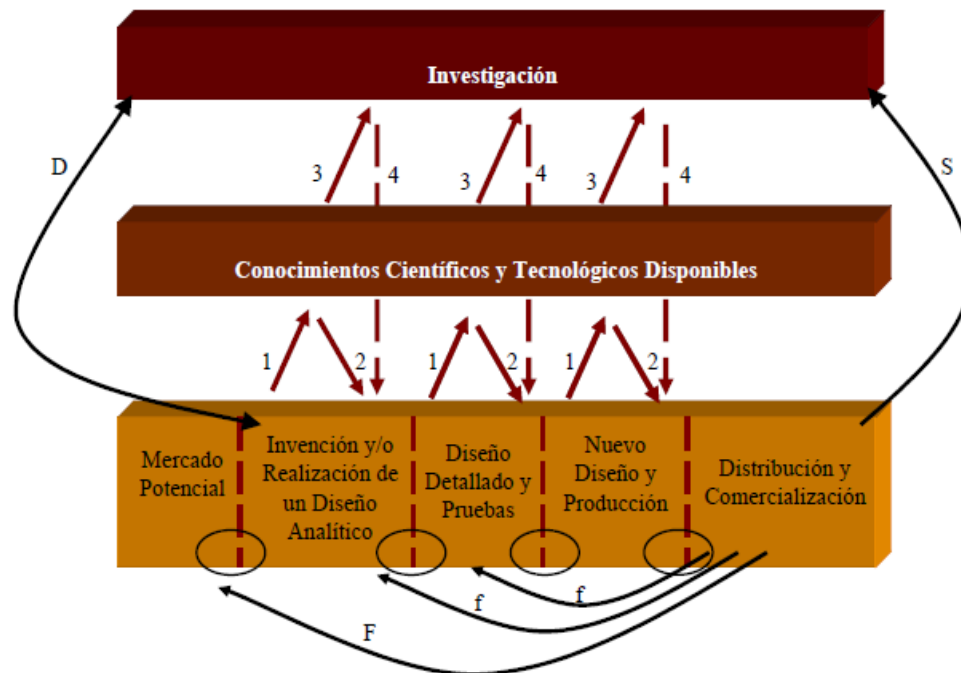 Investigación
D
S
3
4
3
4
3
4
Conocimientos Científicos y Tecnológicos Disponibles
1
2
1
2
1
2
Mercado
Potencial
Invención y/o
Realización de
un Diseño
Analítico
Diseño
Detallado y
Pruebas
Nuevo
Diseño y
Producción
Distribución y
Comercialización
f
f
F